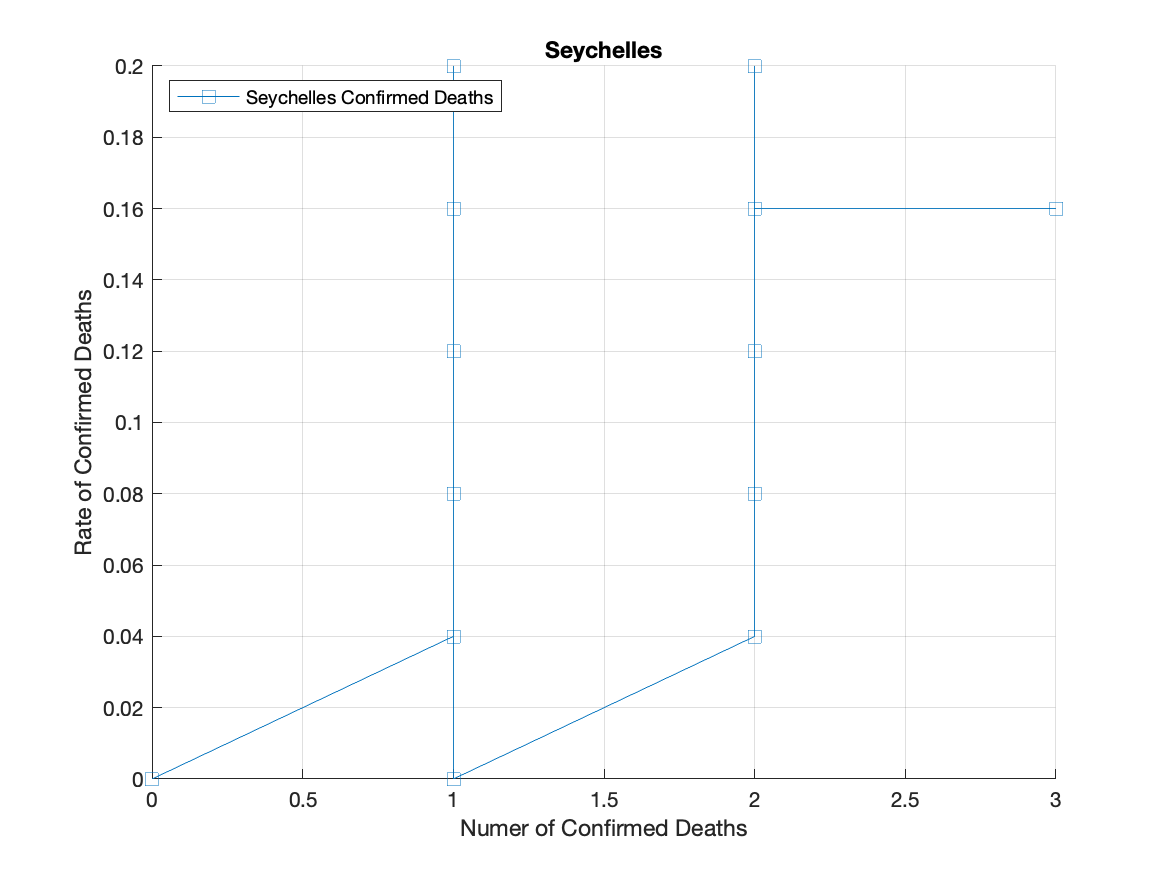 Seychelles
Seychelles Confirmed Deaths
Rate of Confirmed Deaths
0.2
0.18
0.16
0.14
0.12
0.1
0.08
0.06
0.04
0.02
0
0 0.5 1 1.5 2 2.5 3
Numer of Confirmed Deaths